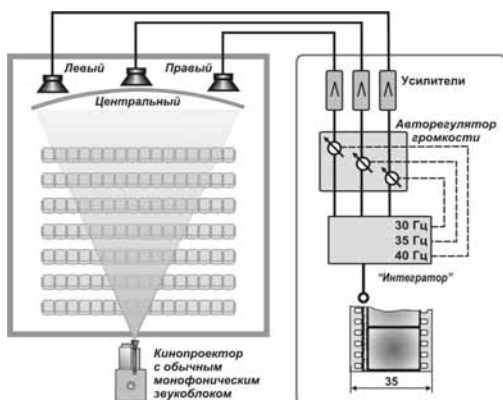 Левый
Правый
Центральный
Кинопроектор
с обычным
монофоническим
звукоблоком
Усилители
Авторегулятор
громкости
30 Гц
35 Гц
40 Гц
"Интегратор"
35